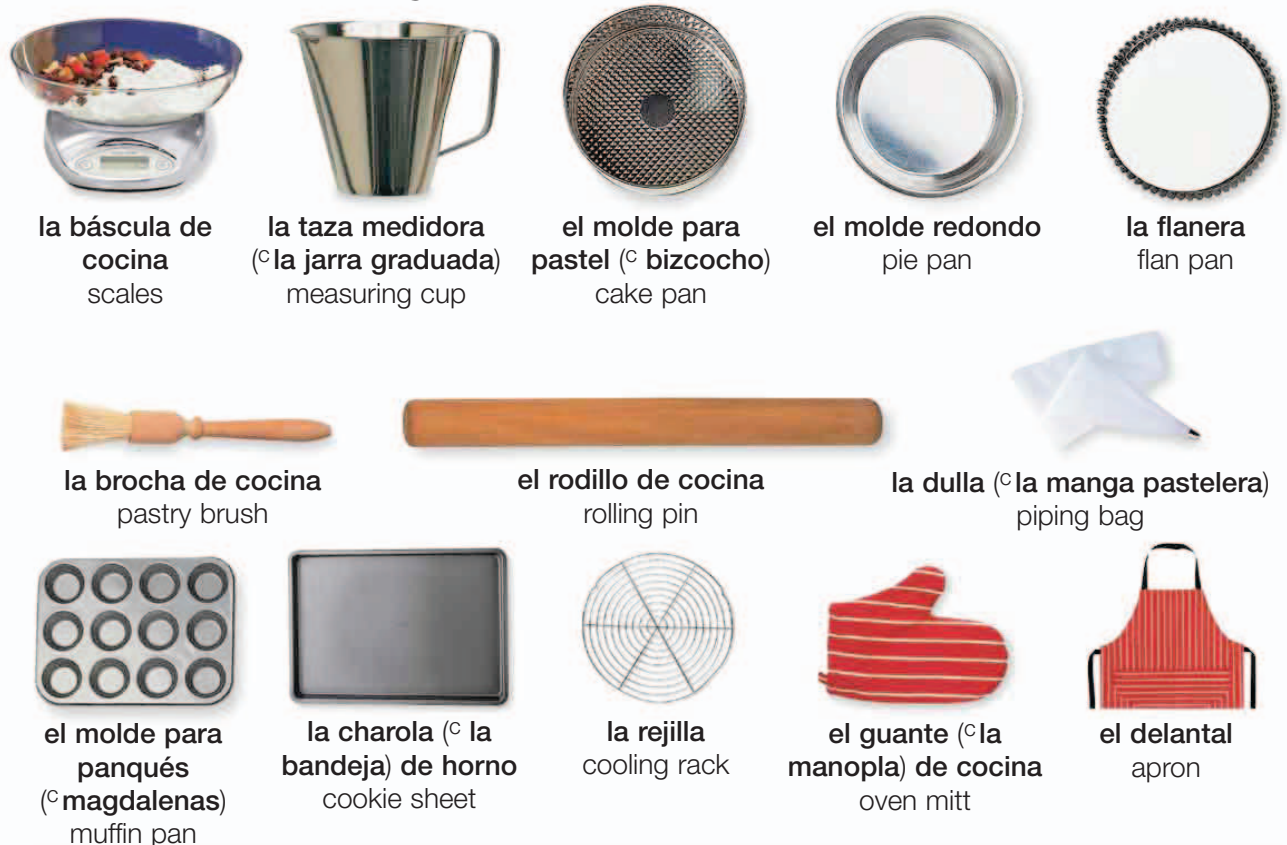 la báscula de
cocina
scales
la taza medidora
(ᶜ la jarra graduada)
measuring cup
el molde para
pastel (ᶜ bizcocho)
cake pan
el molde redondo
pie pan
la flanera
flan pan
la brocha de cocina
pastry brush
el rodillo de cocina
rolling pin
la dulla (ᶜ la manga pastelera)
piping bag
el molde para
panqués
(ᶜ magdalenas)
muffin pan
la charola (ᶜ la
bandeja) de horno
cookie sheet
la rejilla
cooling rack
el guante (ᶜ la
manopla) de cocina
oven mitt
el delantal
apron